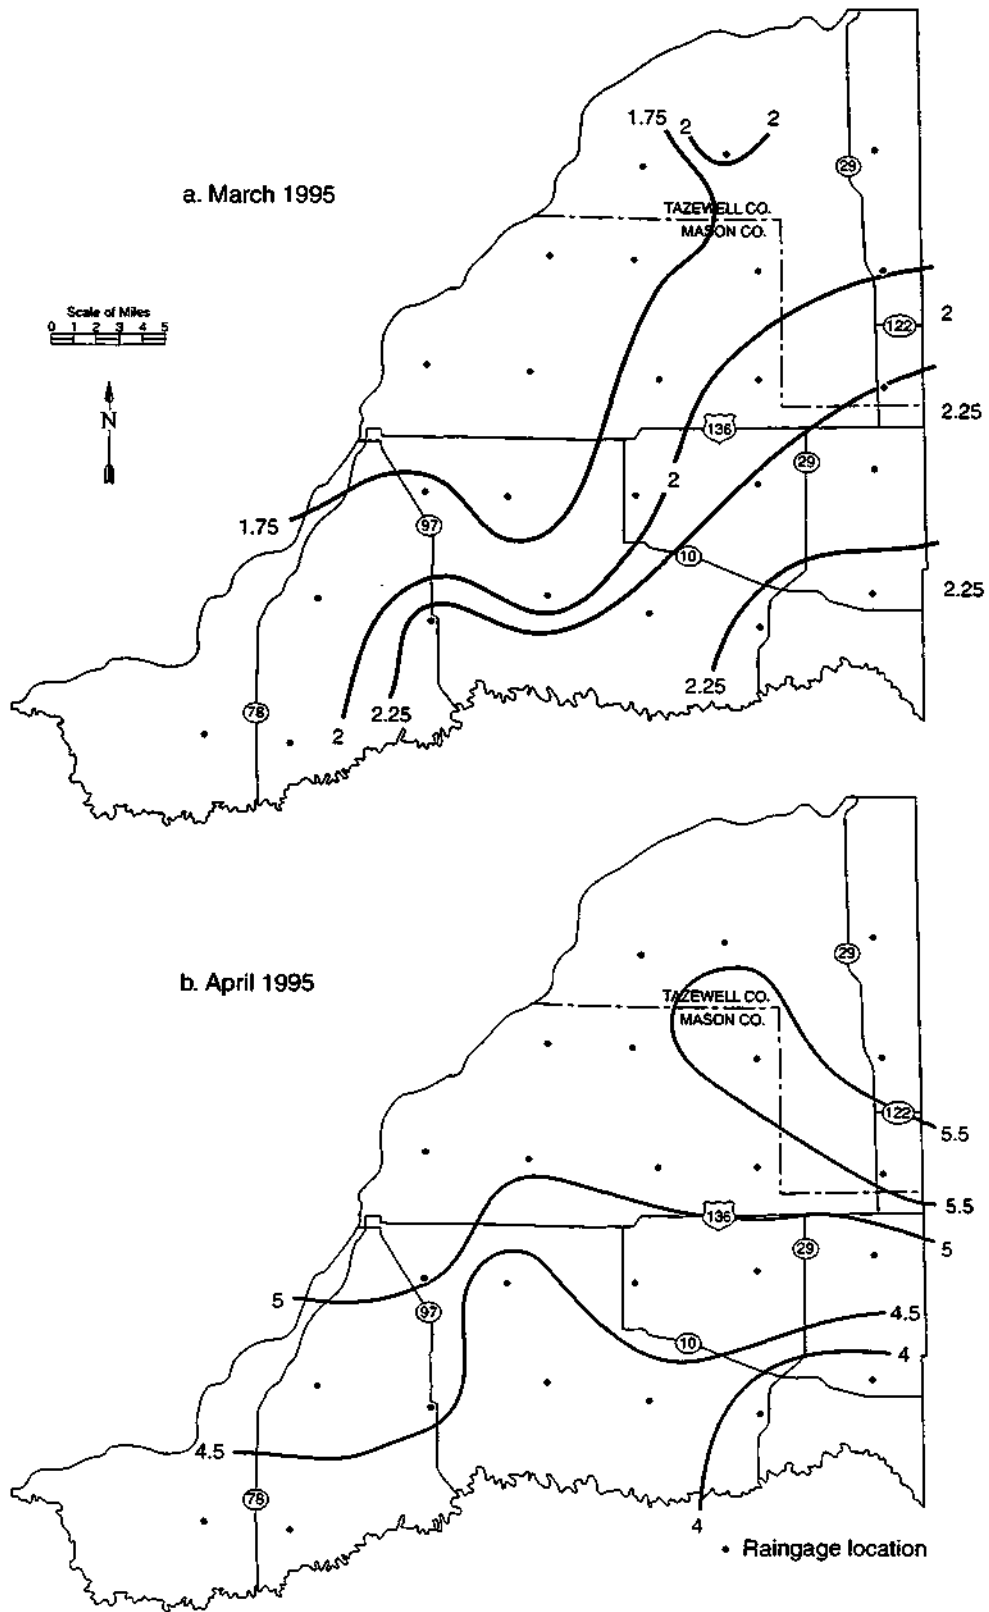 1.75 2 2
29
a. March 1995
TAZEWELL CO.
MASON CO.
Scale of Miles
0 1 2 3 4 5
2
122
N
2.25
136
29
2
1.75
97
10
2.25
2.25
78
2.25
2
29
b. April 1995
TAZEWELL CO.
MASON CO.
122
5.5
5.5
136
5
29
5
97
4.5
10
4
4.5
78
4
• Raingage location